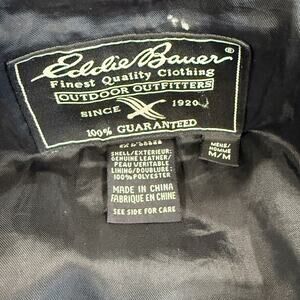 Eddie Bauer®
Finest Quality Clothing
OUTDOOR OUTFITTERS
SINCE 1920
100% GUARANTEED
SHELL/EXTERIEUR:
GENUINE LEATHER/
PEAU VERITABLE
LINING/DOUBLURE:
100% POLYESTER
MADE IN CHINA
FABRIQUE EN CHINE
SEE SIDE FOR CARE
MENS/
HOMME
M/M